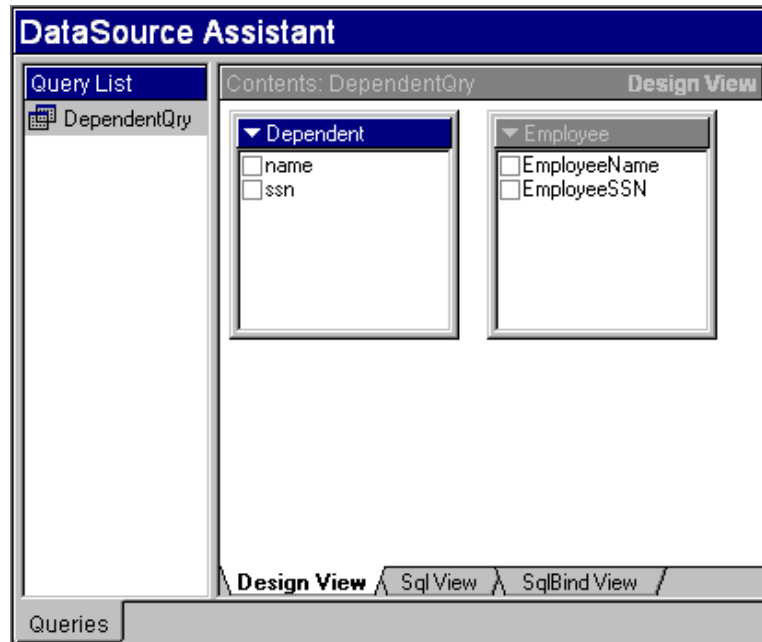 DataSource Assistant
Query List
DependentQry
Contents: DependentQry Design View
Dependent
name
ssn
Employee
EmployeeName
EmployeeSSN
Design View Sql View SqlBind View
Queries